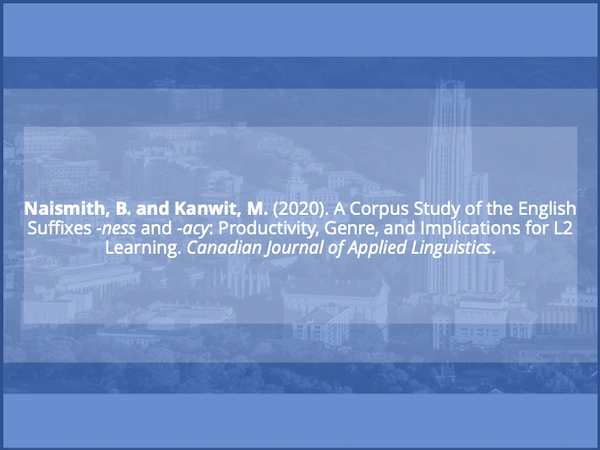 Naismith, B. and Kanwit, M. (2020). A Corpus Study of the English
Suffixes -ness and -acy: Productivity, Genre, and Implications for L2
Learning. Canadian Journal of Applied Linguistics.